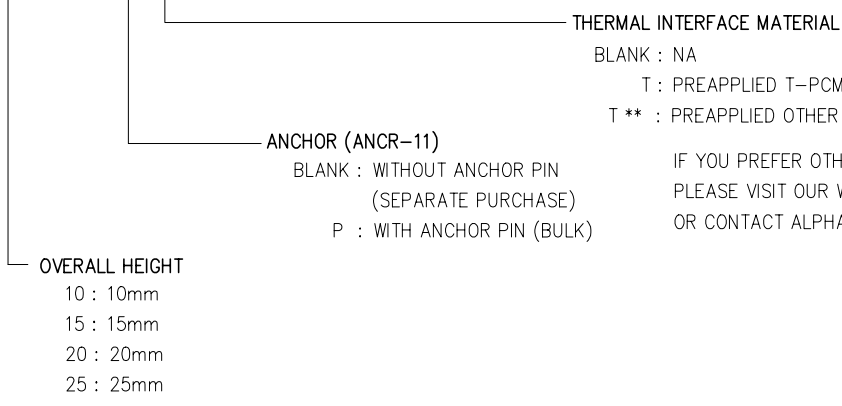 THERMAL INTERFACE MATERIAL
BLANK : NA
T : PREAPPLIED T-PCM
T ** : PREAPPLIED OTHER
IF YOU PREFER
PLEASE VISIT OUR
OR CONTACT ALPHA
ANCHOR (ANCR-11)
BLANK : WITHOUT ANCHOR PIN
(SEPARATE PURCHASE)
P : WITH ANCHOR PIN (BULK)
OVERALL HEIGHT
10 : 10mm
15 : 15mm
20 : 20mm
25 : 25mm